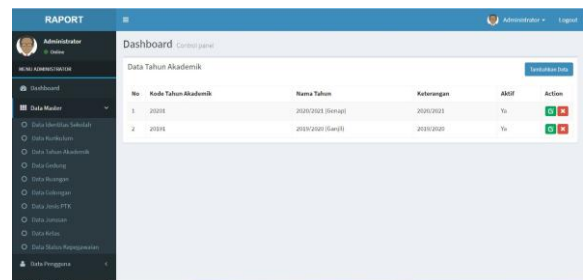 RAPORT
Administrator
Logout
Administrator
Online
Dashboard Control panel
MENU ADMINISTRATOR
Data Tahun Akademik
Tambahkan Data
Dashboard
Data Master
No Kode Tahun Akademik Nama Tahun Keterangan Aktif Action
1 20201 2020/2021 (Genap) 2020/2021 Ya
2 20191 2019/2020 (Ganjil) 2019/2020 Ya
Data Identitas Sekolah
Data Kurikulum
Data Tahun Akademik
Data Gedung
Data Ruangan
Data Golongan
Data Jenis PTK
Data Jurusan
Data Kelas
Data Status Kepegawaian
Data Pengguna